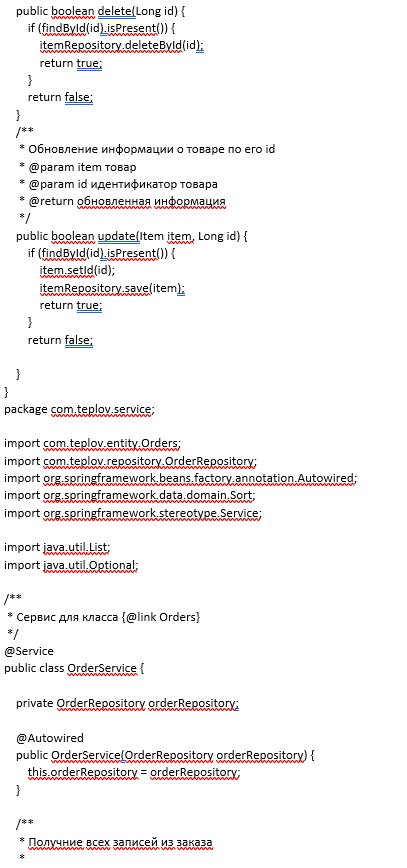 public boolean delete(Long id) {
if (findById(id).isPresent()) {
itemRepository.deleteById(id);
return true;
}
return false;
}
/**
* Обновление информации о товаре по его id
* @param item товар
* @param id идентификатор товара
* @return обновленная информация
*/
public boolean update(Item item, Long id) {
if (findById(id).isPresent()) {
item.setId(id);
itemRepository.save(item);
return true;
}
return false;
}
}
package com.teplov.service;
import com.teplov.entity.Orders;
import com.teplov.repository.OrderRepository;
import org.springframework.beans.factory.annotation.Autowired;
import org.springframework.data.domain.Sort;
import org.springframework.stereotype.Service;
import java.util.List;
import java.util.Optional;
/**
* Сервис для класса {@link Orders}
*/
@Service
public class OrderService {
private OrderRepository orderRepository;
@Autowired
public OrderService(OrderRepository orderRepository) {
this.orderRepository = orderRepository;
}
/**
* Получние всех записей из заказа
*